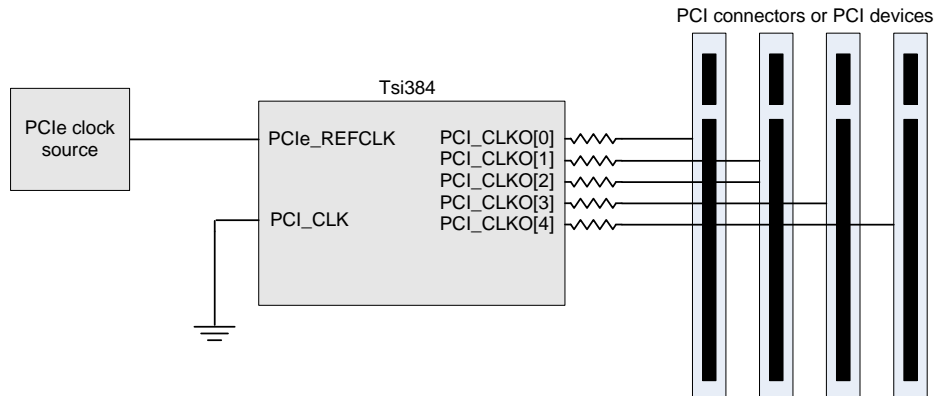 PCI connectors or PCI devices
Tsi384
PCIe clock
source
PCIe_REFCLK
PCI_CLK
PCI_CLKO[0]
PCI_CLKO[1]
PCI_CLKO[2]
PCI_CLKO[3]
PCI_CLKO[4]